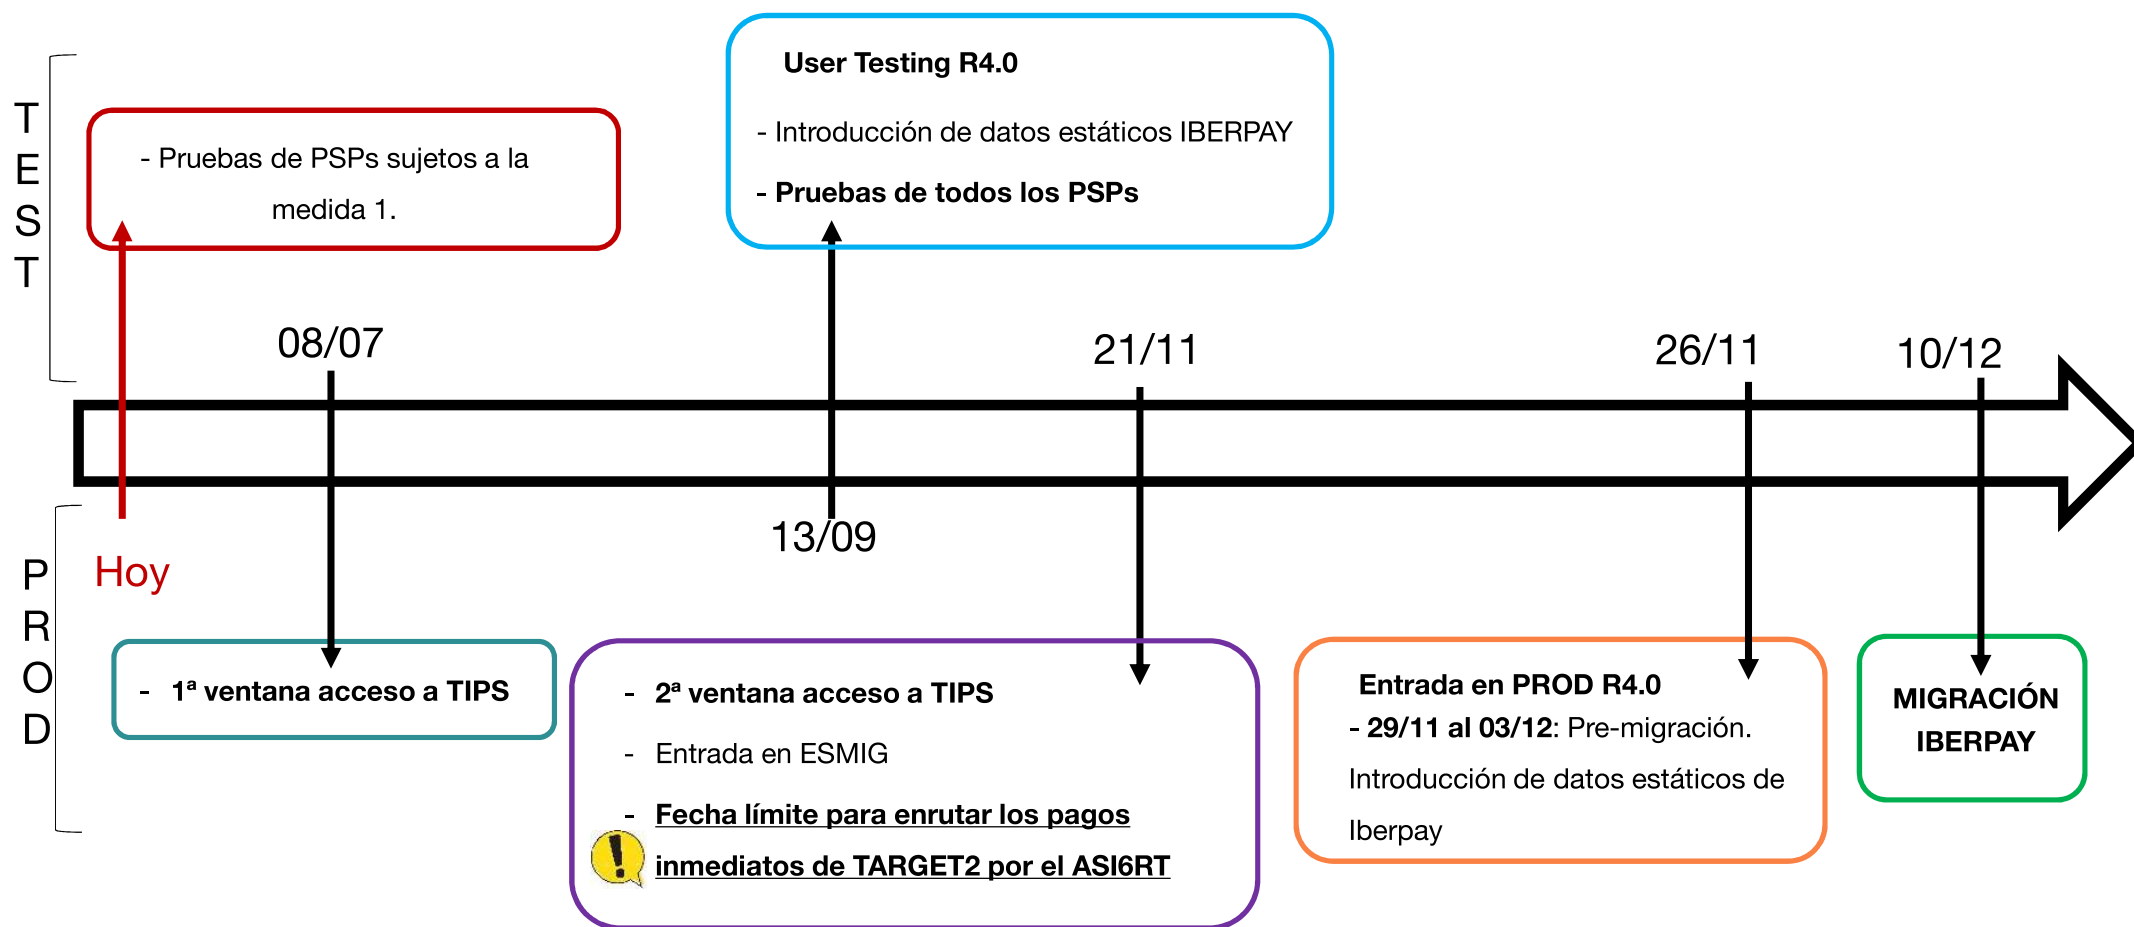 TEST
User Testing R4.0
- Introducción de datos estáticos IBERPAY
- Pruebas de todos los PSPs
- Pruebas de PSPs sujetos a la
medida 1.
08/07
21/11
26/11
10/12
13/09
Hoy
PROD
- 1ª ventana acceso a TIPS
- 2ª ventana acceso a TIPS
- Entrada en ESMIG
- Fecha límite para enrutar los pagos
inmediatos de TARGET2 por el ASI6RT
!
Entrada en PROD R4.0
- 29/11 al 03/12: Pre-migración.
Introducción de datos estáticos de
Iberpay
MIGRACIÓN
IBERPAY